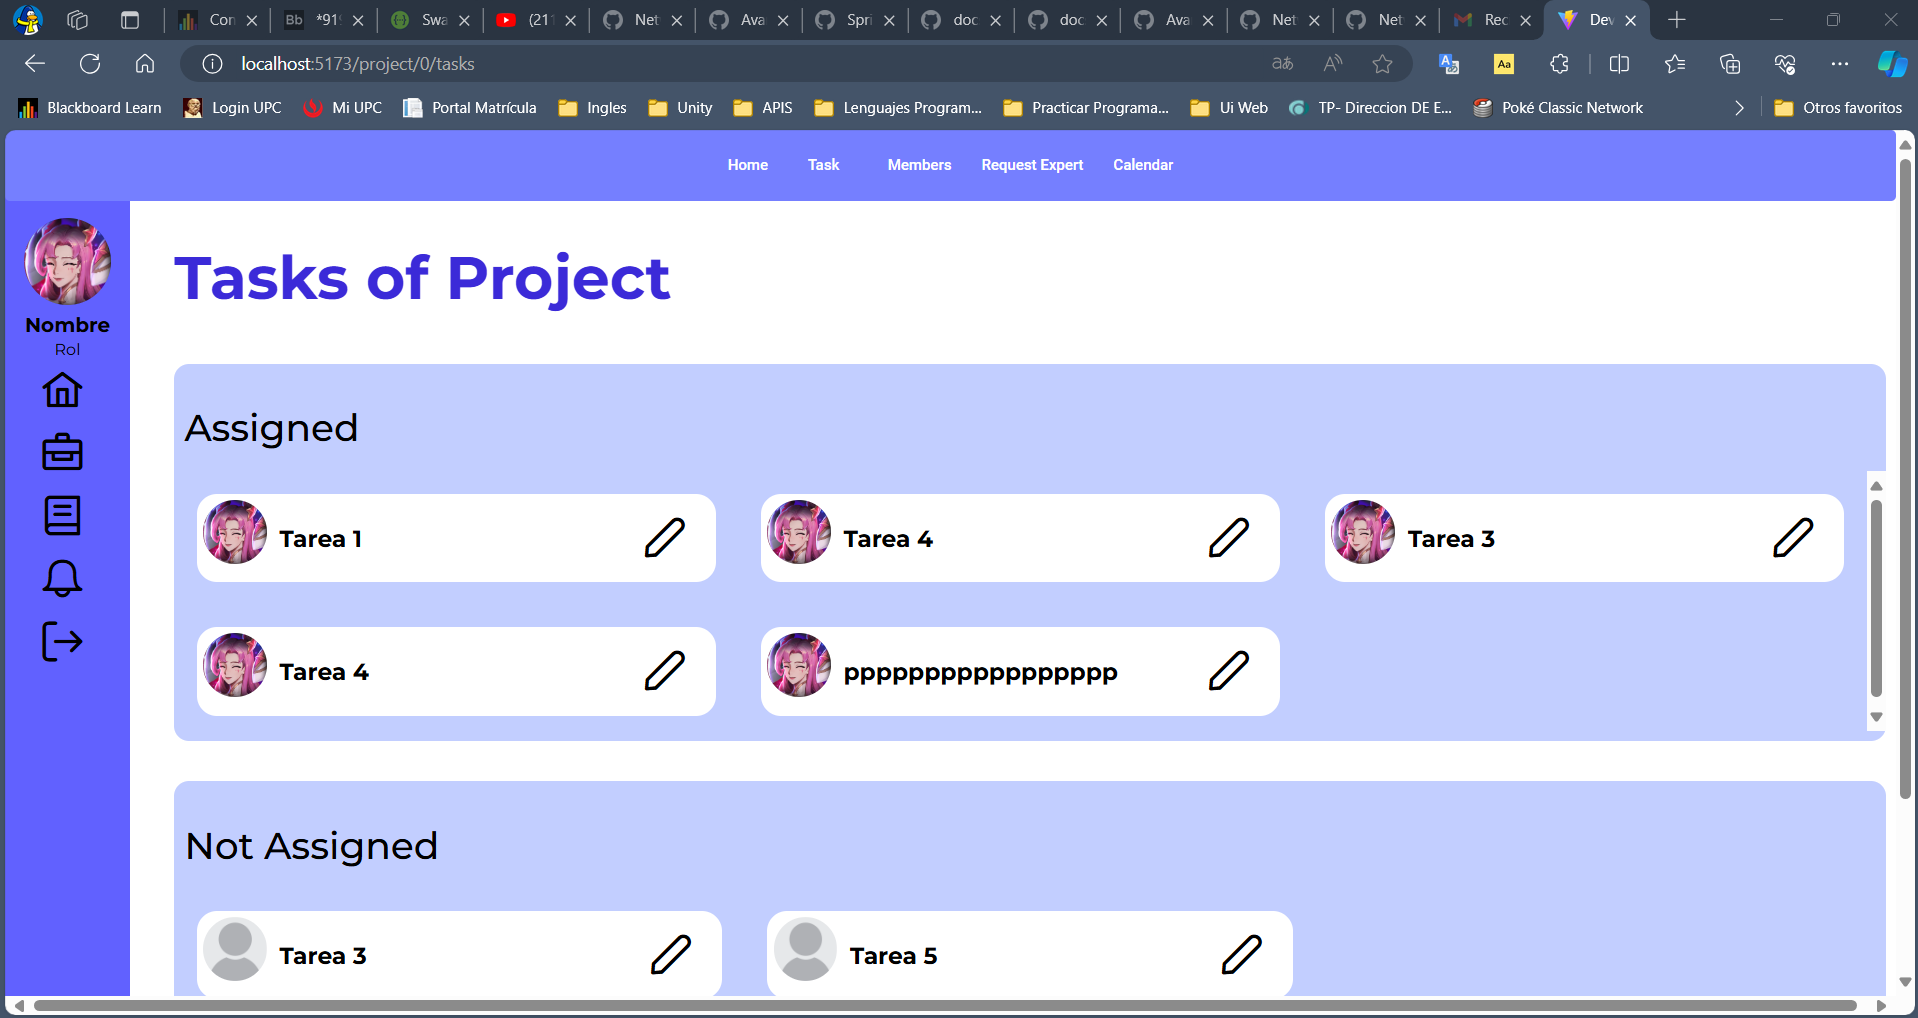 Con
Bb *919
Swa
(211
Net
Ava
Spri
doc
doc
Ava
Net
Net
Rec
Dev
localhost:5173/project/0/tasks
Blackboard Learn
Login UPC
Mi UPC
Portal Matrícula
Ingles
Unity
APIS
Lenguajes Program...
Practicar Programa...
Ui Web
TP- Direccion DE E...
Poké Classic Network
Otros favoritos
Home Task Members Request Expert Calendar
Nombre
Rol
Tasks of Project
Assigned
Tarea 1
Tarea 4
Tarea 3
Tarea 4
ppppppppppppppppp
Not Assigned
Tarea 3
Tarea 5